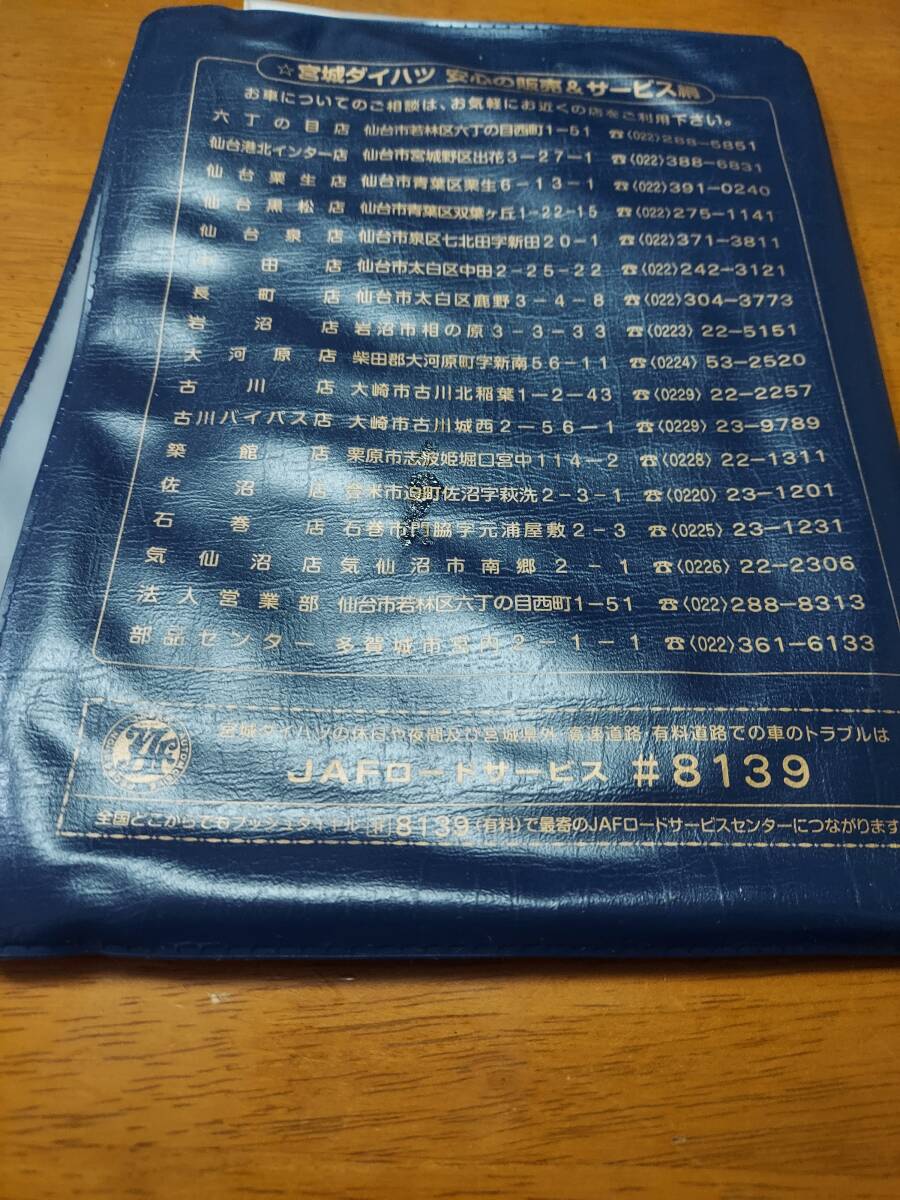 ☆宮城ダイハツ 安心の販売&サービス網
お車についてのご相談は、お気軽にお近くの店をご利用下さい。
六丁の目店 仙台市若林区六丁の目西町1-51 ☎(022)288-5851
仙台港北インター店 仙台市宮城野区出花3-27-1 ☎(022)388-6831
仙台栗生店 仙台市青葉区栗生6-13-1 ☎(022)391-0240
仙台黒松店 仙台市青葉区双葉ヶ丘1-22-15 ☎(022)275-1141
仙台泉店 仙台市泉区七北田字新田20-1 ☎(022)371-3811
中田店 仙台市太白区中田2-25-22 ☎(022)242-3121
長町店 仙台市太白区鹿野3-4-8 ☎(022)304-3773
岩沼店 岩沼市相の原3-3-33 ☎(0223)22-5151
大河原店 柴田郡大河原町字新南56-11 ☎(0224)53-2520
古川店 大崎市古川北稲葉1-2-43 ☎(0229)22-2257
古川バイパス店 大崎市古川城西2-56-1 ☎(0229)23-9789
築館店 栗原市志波姫堀口宮中114-2 ☎(0228)22-1311
佐沼店 登米市迫町佐沼字萩洗2-3-1 ☎(0220)23-1201
石巻店 石巻市門脇字元浦屋敷2-3 ☎(0225)23-1231
気仙沼店 気仙沼市南郷2-1 ☎(0226)22-2306
法人営業部 仙台市若林区六丁の目西町1-51 ☎(022)288-8313
部品センター 多賀城市宮内2-1-1 ☎(022)361-6133
宮城ダイハツの休日や夜間及び宮城県外 高速道路 有料道路での車のトラブルは
JAFロードサービス #8139
全国どこからでもプッシュダイヤル #8139(有料)で最寄のJAFロードサービスセンターにつながります